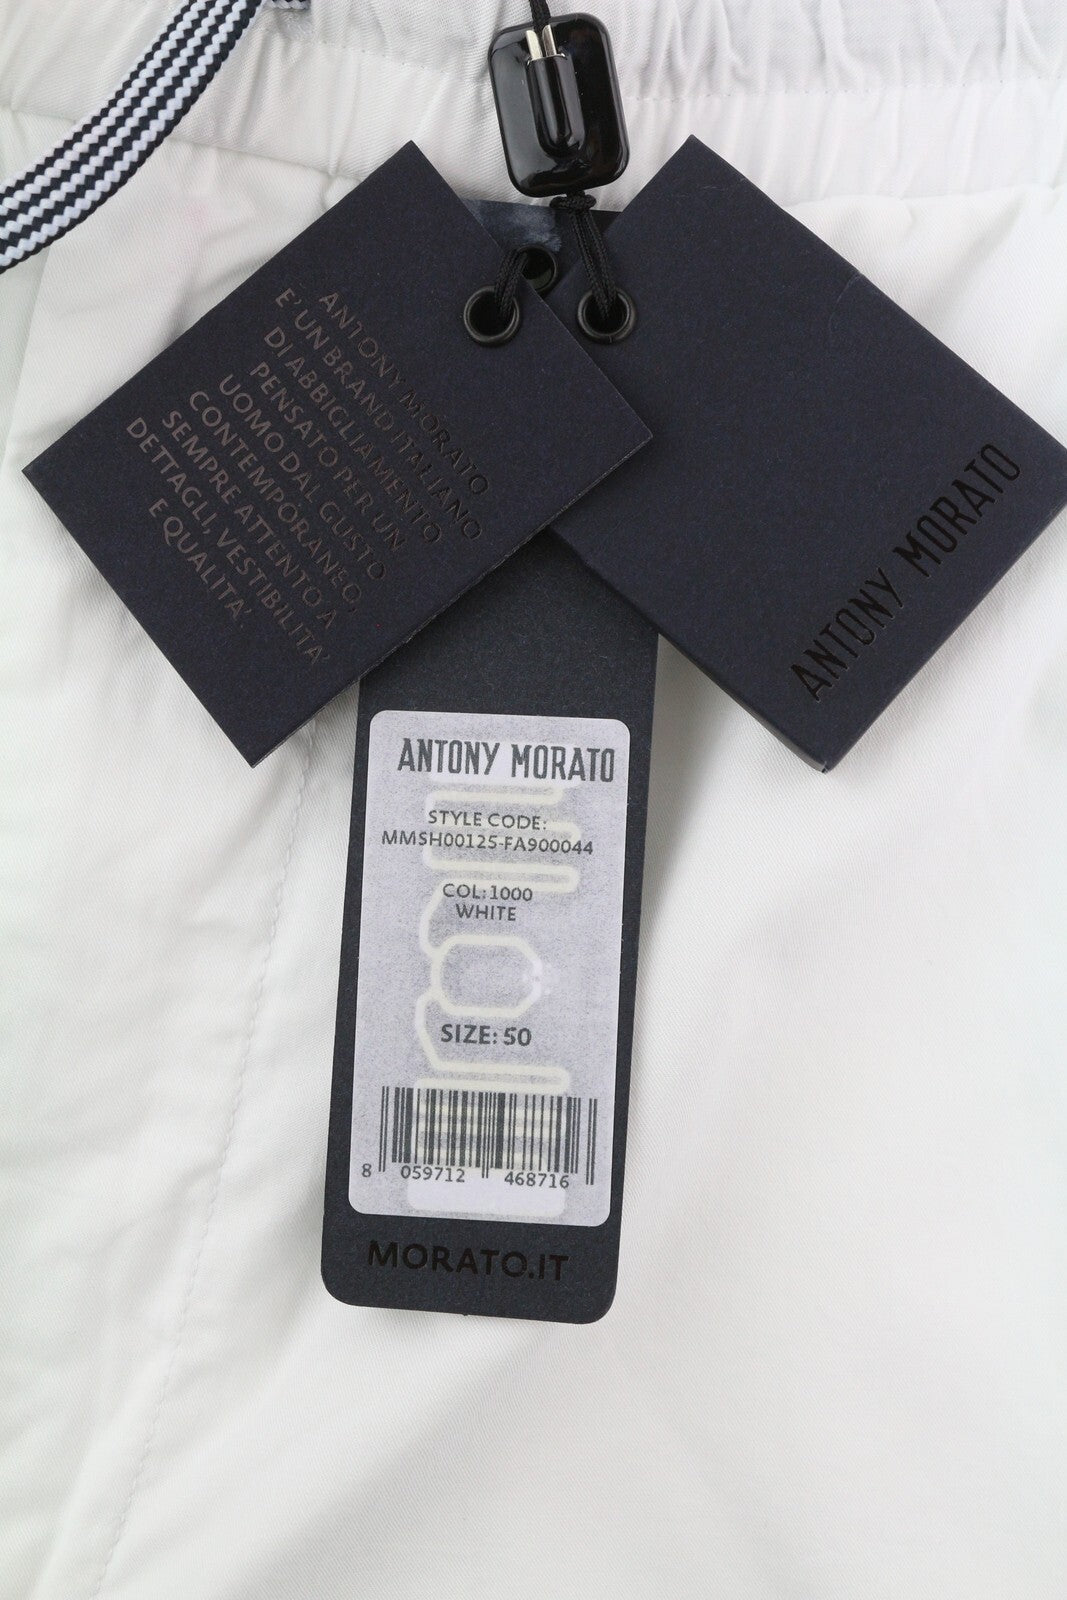 ANTONY MORATO
E' UN BRAND ITALIANO
DI ABBIGLIAMENTO
PENSATO PER UN
UOMO DAL GUSTO
CONTEMPORANEO,
SEMPRE ATTENTO A
DETTAGLI, VESTIBILITA'
E QUALITA'.
ANTONY MORATO
ANTONY MORATO
STYLE CODE:
MMSH00125-FA900044
COL:1000
WHITE
SIZE: 50
8 059712 468716
MORATO.IT